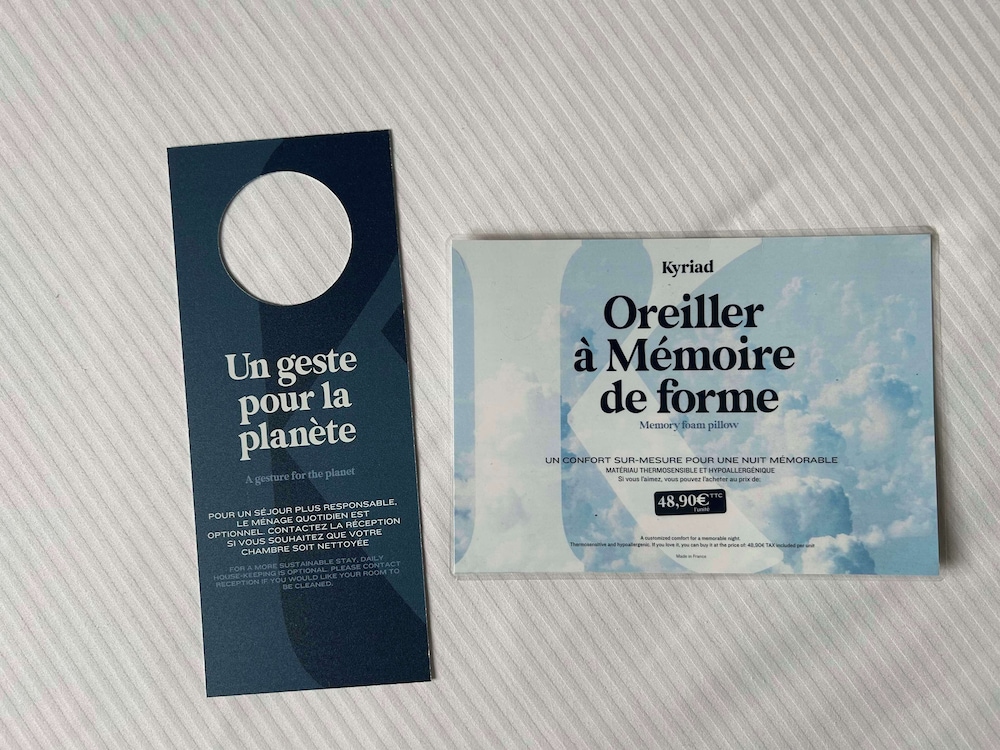 Un geste
pour la
planète
A gesture for the planet
POUR UN SÉJOUR PLUS RESPONSABLE,
LE MÉNAGE QUOTIDIEN EST
OPTIONNEL. CONTACTEZ LA RÉCEPTION
SI VOUS SOUHAITEZ QUE VOTRE
CHAMBRE SOIT NETTOYÉE
FOR A MORE SUSTAINABLE STAY, DAILY
HOUSE-KEEPING IS OPTIONAL. PLEASE CONTACT
RECEPTION IF YOU WOULD LIKE YOUR ROOM TO
BE CLEANED.
Kyriad
Oreiller
à Mémoire
de forme
Memory foam pillow
UN CONFORT SUR-MESURE POUR UNE NUIT MÉMORABLE
MATÉRIAU THERMOSENSIBLE ET HYPOALLERGÉNIQUE
Si vous l'aimez, vous pouvez l'acheter au prix de:
48,90€ TTC
l'unité
A customized comfort for a memorable night.
Thermosensitive and hypoallergenic. If you love it, you can buy it at the price of: 48,90€ TAX included per unit
Made in France